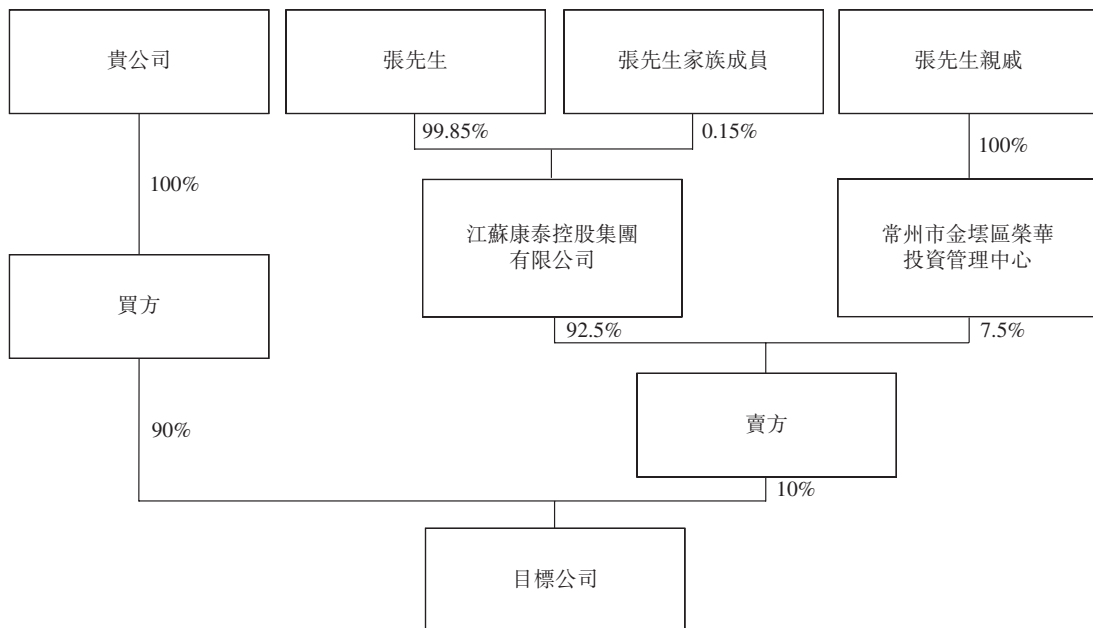 貴公司
張先生
張先生家族成員
張先生親戚
99.85%
0.15%
100%
100%
江蘇康泰控股集團
有限公司
常州市金壇區榮華
投資管理中心
買方
92.5%
7.5%
90%
賣方
10%
目標公司